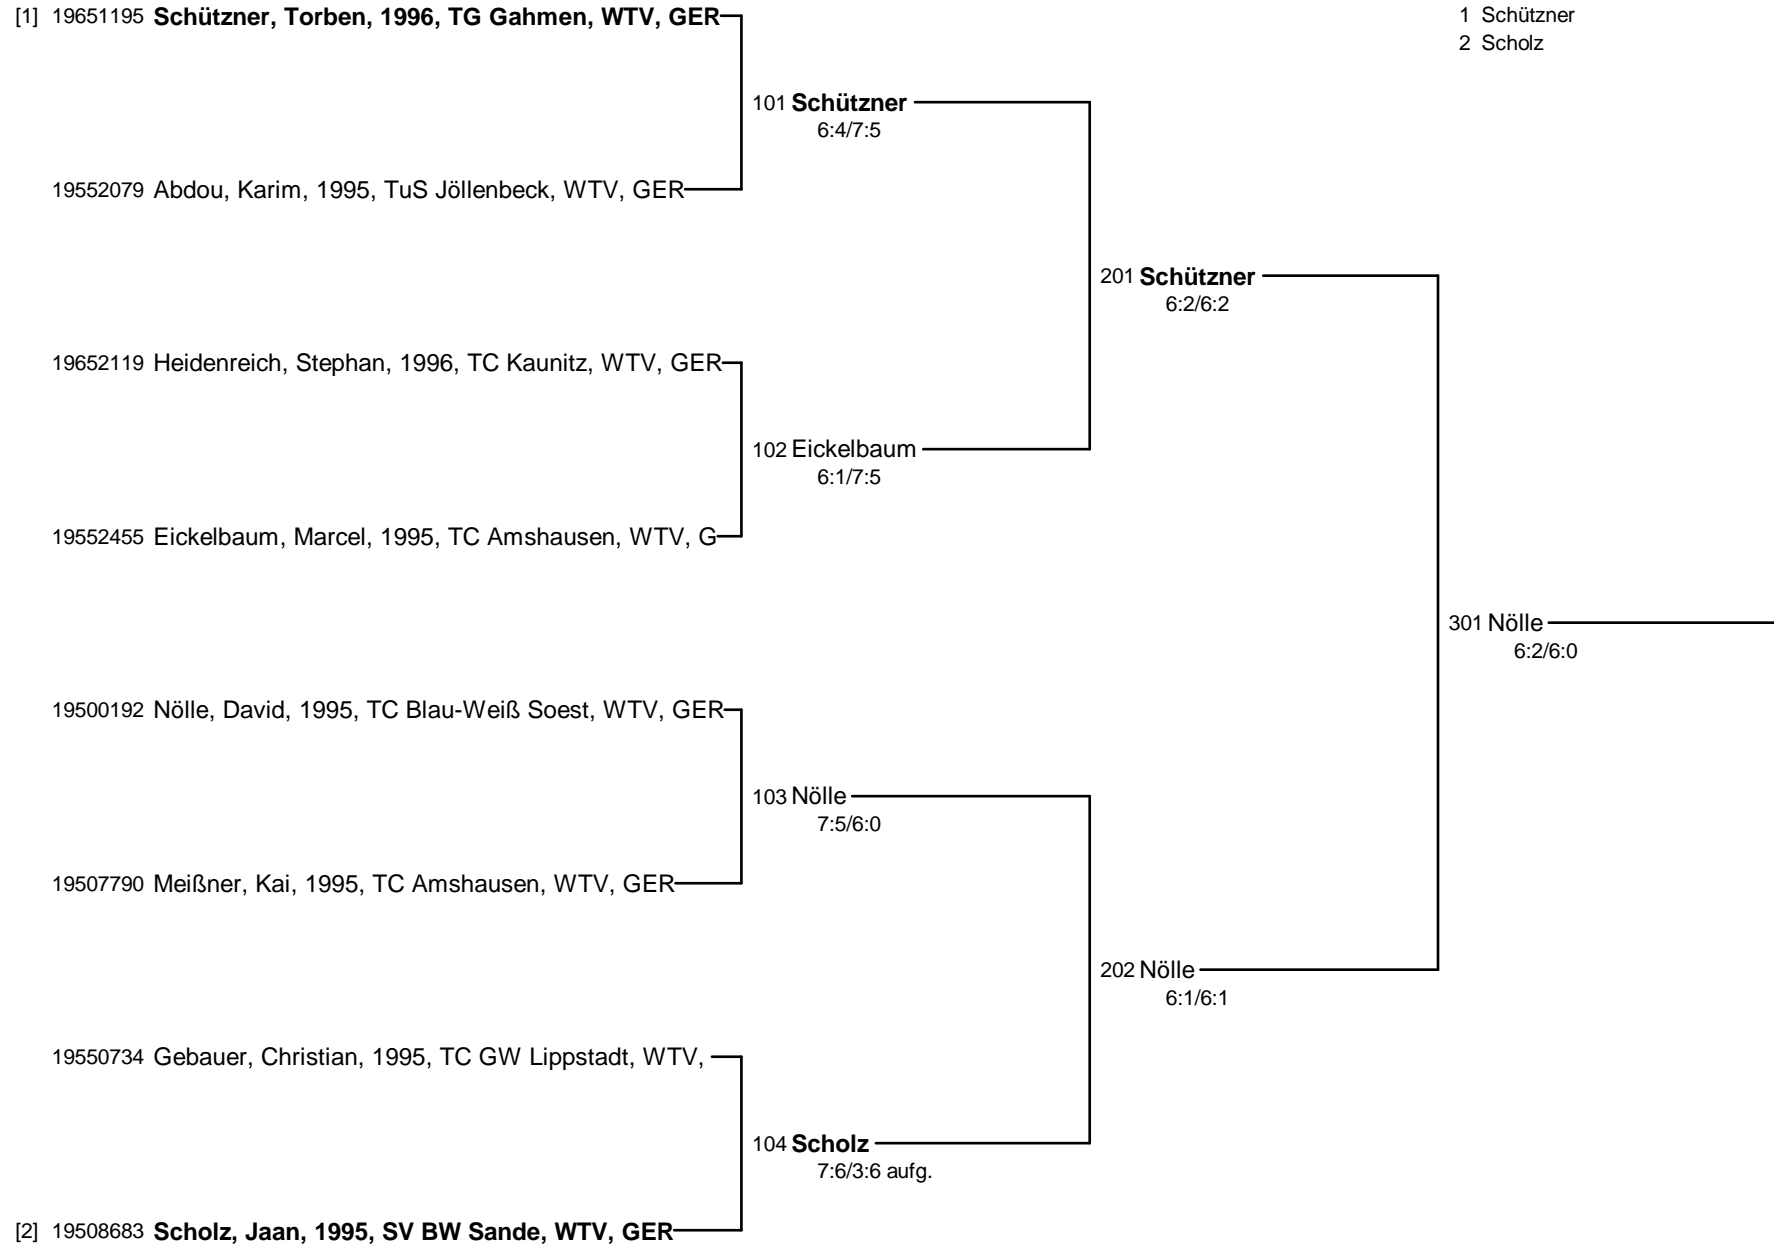 [1] 19651195 Schützner, Torben, 1996, TG Gahmen, WTV, GER
1 Schützner
2 Scholz
101 Schützner
6:4/7:5
19552079 Abdou, Karim, 1995, TuS Jöllenbeck, WTV, GER
201 Schützner
6:2/6:2
19652119 Heidenreich, Stephan, 1996, TC Kaunitz, WTV, GER
102 Eickelbaum
6:1/7:5
19552455 Eickelbaum, Marcel, 1995, TC Amshausen, WTV, G
301 Nölle
6:2/6:0
19500192 Nölle, David, 1995, TC Blau-Weiß Soest, WTV, GER
103 Nölle
7:5/6:0
19507790 Meißner, Kai, 1995, TC Amshausen, WTV, GER
202 Nölle
6:1/6:1
19550734 Gebauer, Christian, 1995, TC GW Lippstadt, WTV,
104 Scholz
7:6/3:6 aufg.
[2] 19508683 Scholz, Jaan, 1995, SV BW Sande, WTV, GER